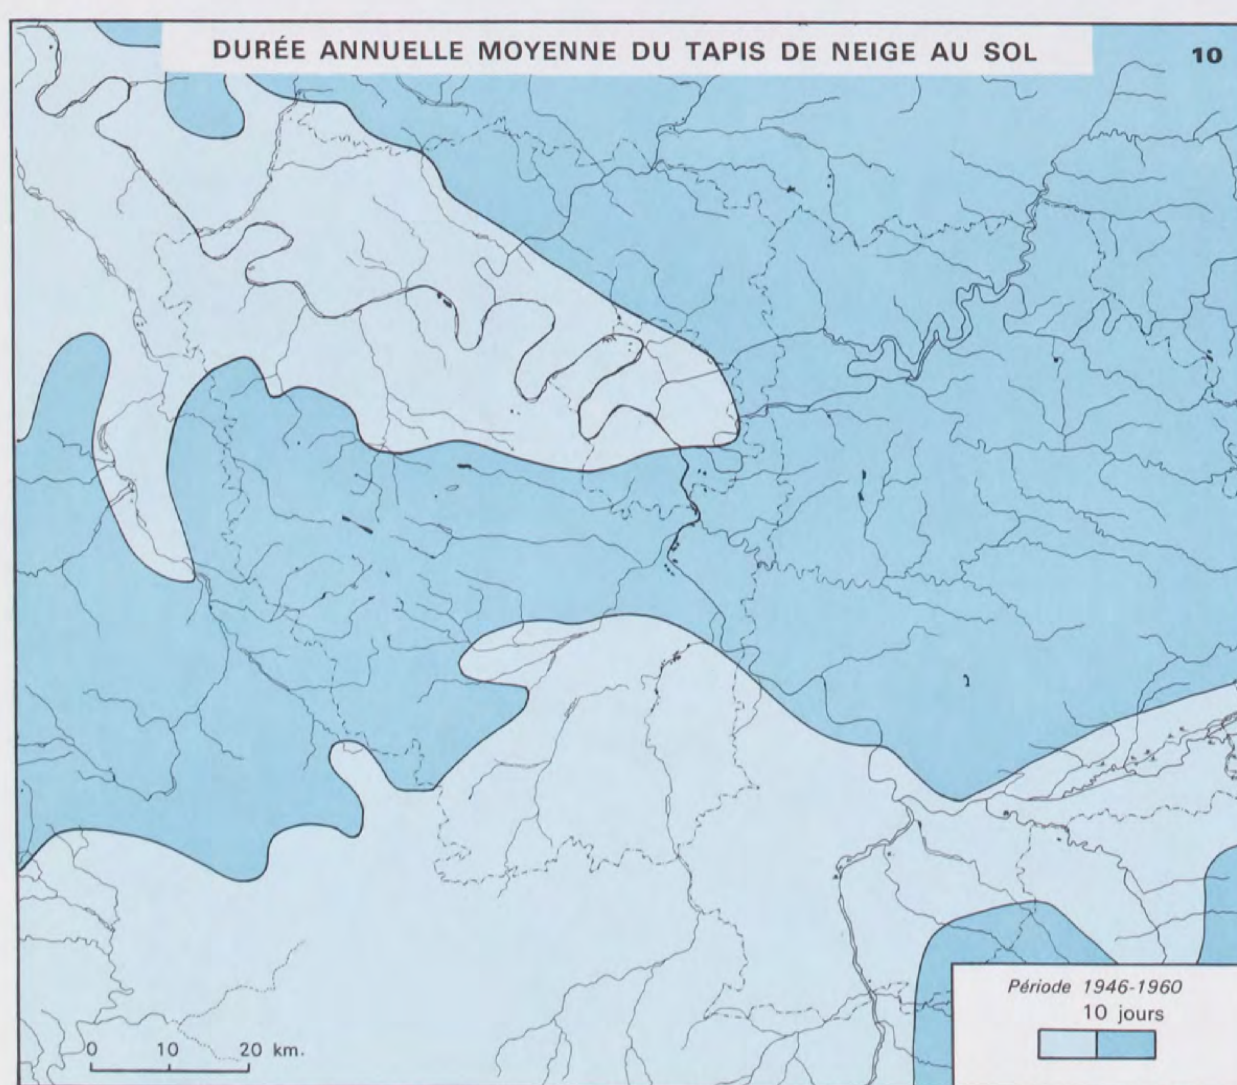 DURÉE ANNUELLE MOYENNE DU TAPIS DE NEIGE AU SOL
10
Période 1946-1960
10 jours
0 10 20 km.